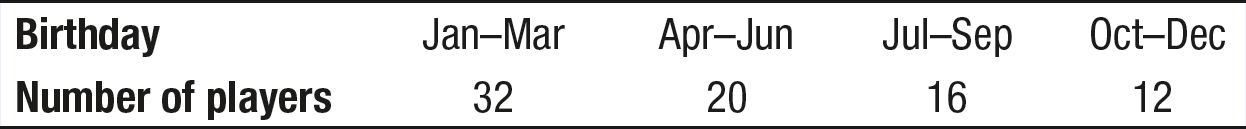 Birthday Jan–Mar Apr–Jun Jul–Sep Oct–Dec
Number of players 32 20 16 12